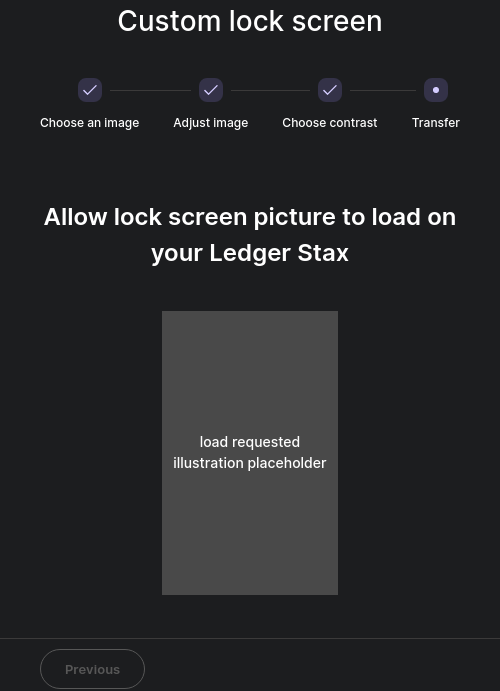 Custom lock screen
Choose an image
Adjust image
Choose contrast
Transfer
Allow lock screen picture to load on
your Ledger Stax
load requested
illustration placeholder
Previous